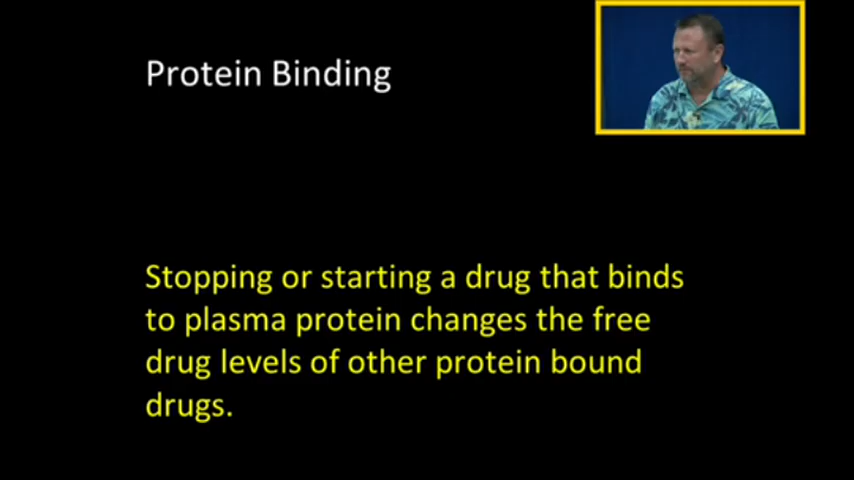 Protein Binding
Stopping or starting a drug that binds
to plasma protein changes the free
drug levels of other protein bound
drugs.